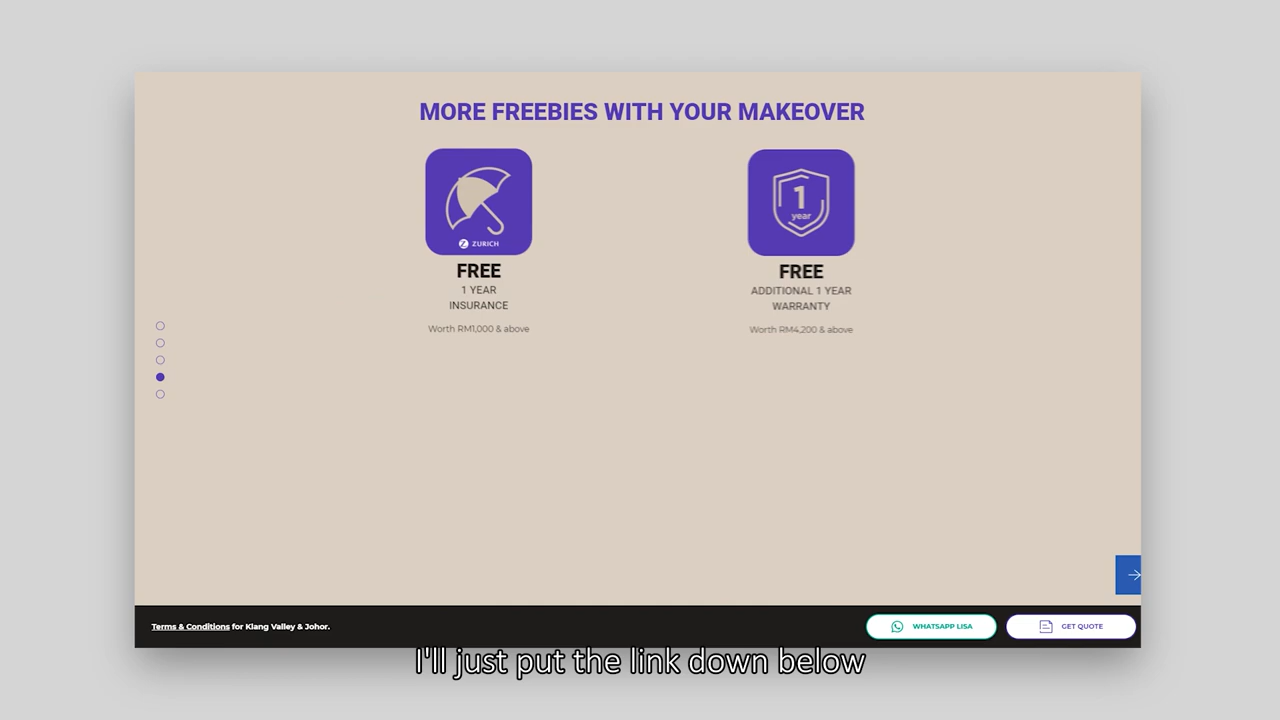 MORE FREEBIES WITH YOUR MAKEOVER
ZURICH
FREE
1 YEAR
INSURANCE
Worth RM1,000 & above
1
year
FREE
ADDITIONAL 1 YEAR
WARRANTY
Worth RM4,200 & above
Terms & Conditions for Klang Valley & Johor.
WHATSAPP LISA
GET QUOTE
I'll just put the link down below